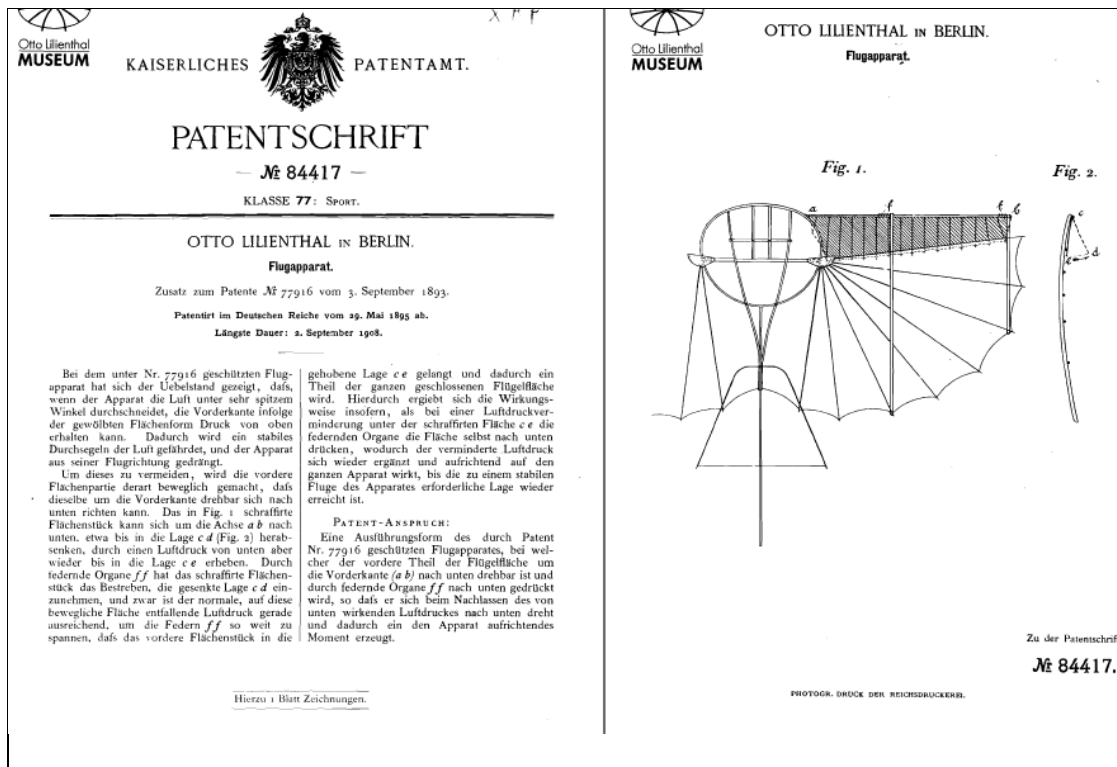 Otto Lilienthal
MUSEUM
KAISERLICHES PATENTAMT.
PATENTSCHRIFT
— № 84417 —
KLASSE 77: SPORT.
OTTO LILIENTHAL IN BERLIN.
Flugapparat.
Zusatz zum Patente № 77916 vom 3. September 1893.
Patentirt im Deutschen Reiche vom 29. Mai 1895 ab.
Längste Dauer: 2. September 1908.
Bei dem unter Nr. 77916 geschützten Flug-
apparat hat sich der Uebelstand gezeigt, dafs,
wenn der Apparat die Luft unter sehr spitzem
Winkel durchschneidet, die Vorderkante infolge
der gewölbten Flächenform Druck von oben
erhalten kann. Dadurch wird ein stabiles
Durchsegeln der Luft gefährdet, und der Apparat
aus seiner Flugrichtung gedrängt.
Um dieses zu vermeiden, wird die vordere
Flächenpartie derart beweglich gemacht, dafs
dieselbe um die Vorderkante drehbar sich nach
unten richten kann. Das in Fig. 1 schraffirte
Flächenstück kann sich um die Achse a b nach
unten, etwa bis in die Lage c d (Fig. 2) herab-
senken, durch einen Luftdruck von unten aber
wieder bis in die Lage c e erheben. Durch
federnde Organe f f hat das schraffirte Flächen-
stück das Bestreben, die gesenkte Lage c d ein-
zunehmen, und zwar ist der normale, auf diese
bewegliche Fläche entfallende Luftdruck gerade
ausreichend, um die Federn f f so weit zu
spannen, dafs das vordere Flächenstück in die
gehobene Lage c e gelangt und dadurch ein
Theil der ganzen geschlossenen Flügelfläche
wird. Hierdurch ergiebt sich die Wirkungs-
weise insofern, als bei einer Luftdruckver-
minderung unter der schraffirten Fläche c e die
federnden Organe die Fläche selbst nach unten
drücken, wodurch der verminderte Luftdruck
sich wieder ergänzt und aufrichtend auf den
ganzen Apparat wirkt, bis die zu einem stabilen
Fluge des Apparates erforderliche Lage wieder
erreicht ist.
PATENT-ANSPRUCH:
Eine Ausführungsform des durch Patent
Nr. 77916 geschützten Flugapparates, bei wel-
cher der vordere Theil der Flügelfläche um
die Vorderkante (a b) nach unten drehbar ist und
durch federnde Organe f f nach unten gedrückt
wird, so dafs er sich beim Nachlassen des von
unten wirkenden Luftdruckes nach unten dreht
und dadurch ein den Apparat aufrichtendes
Moment erzeugt.
Hierzu 1 Blatt Zeichnungen.
Otto Lilienthal
MUSEUM
OTTO LILIENTHAL IN BERLIN.
Flugapparat.
Fig. 1.
Fig. 2.
a f f b
c
e d
Zu der Patentschrif
№ 84417.
PHOTOGR. DRUCK DER REICHSDRUCKEREI.